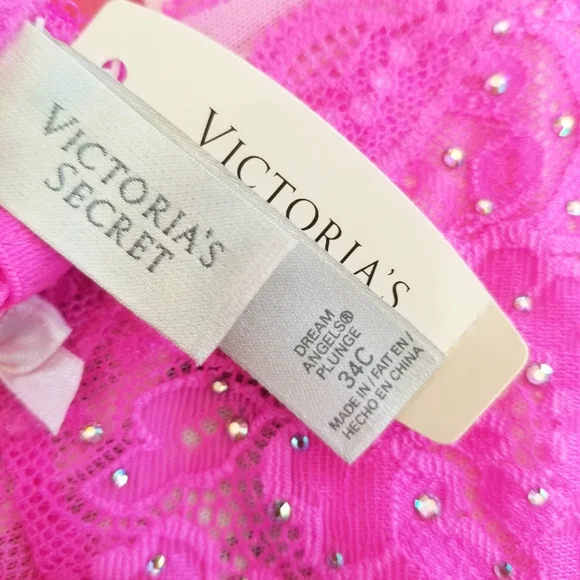 VICTORIA'S
SECRET
VICTORIA'S
DREAM
ANGELS®
PLUNGE
34C
MADE IN / FAIT EN /
HECHO EN CHINA